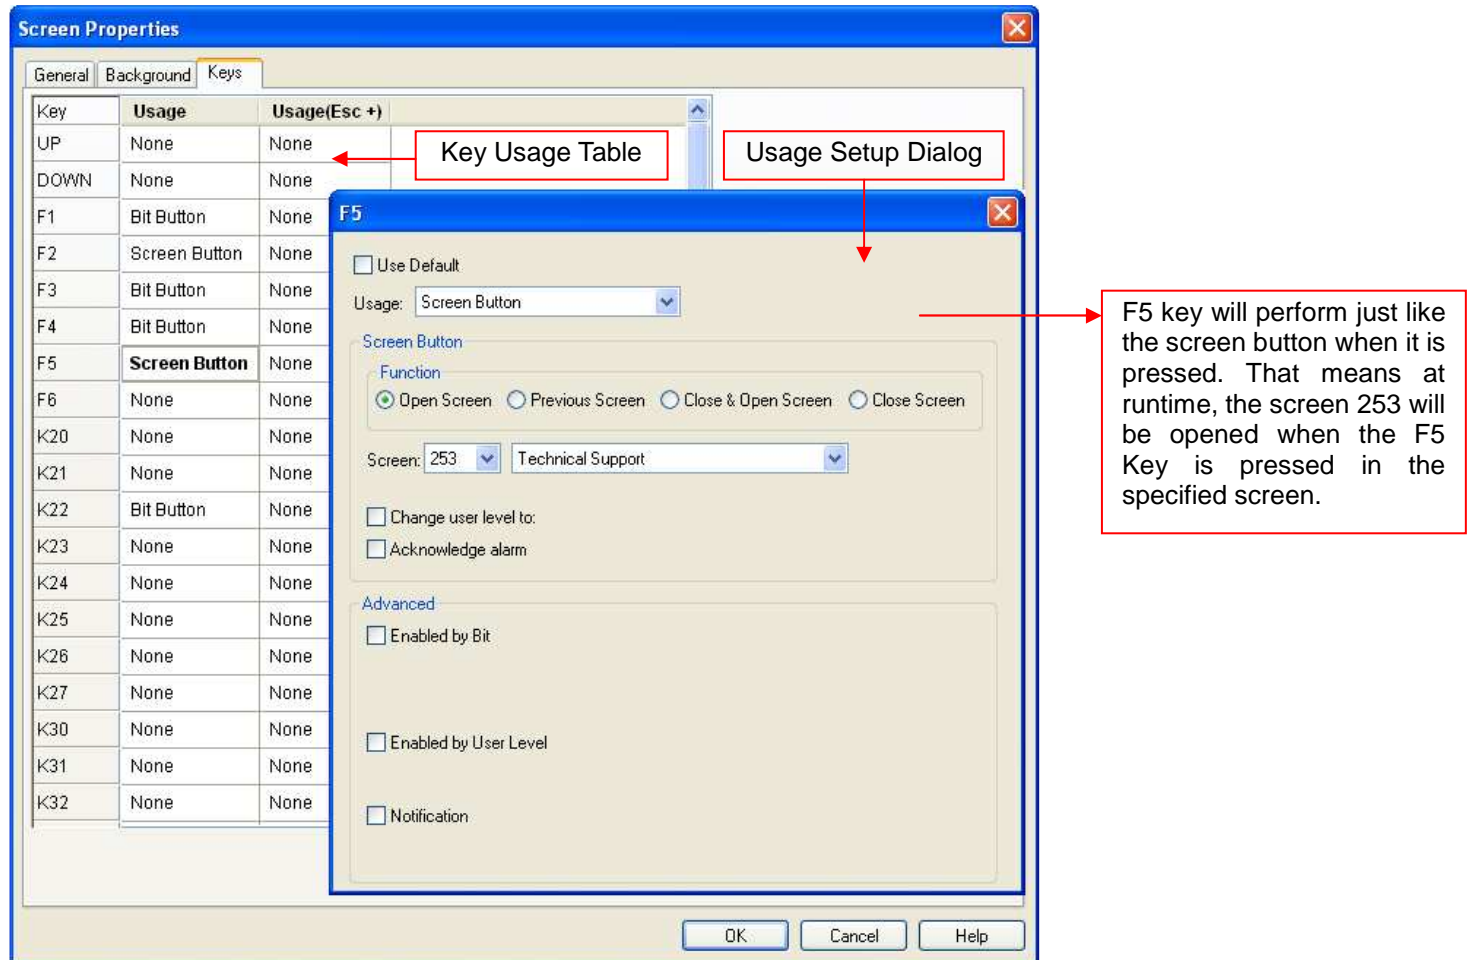 Screen Properties
General Background Keys
Key Usage Usage(Esc +)
UP None None
DOWN None None
F1 Bit Button None
F2 Screen Button None
F3 Bit Button None
F4 Bit Button None
F5 Screen Button None
F6 None None
K20 None None
K21 None None
K22 Bit Button None
K23 None None
K24 None None
K25 None None
K26 None None
K27 None None
K30 None None
K31 None None
K32 None None
Key Usage Table
Usage Setup Dialog
F5
Use Default
Usage: Screen Button
Screen Button
Function
Open Screen Previous Screen Close & Open Screen Close Screen
Screen: 253 Technical Support
Change user level to:
Acknowledge alarm
Advanced
Enabled by Bit
Enabled by User Level
Notification
OK Cancel Help
F5 key will perform just like
the screen button when it is
pressed. That means at
runtime, the screen 253 will
be opened when the F5
Key is pressed in the
specified screen.